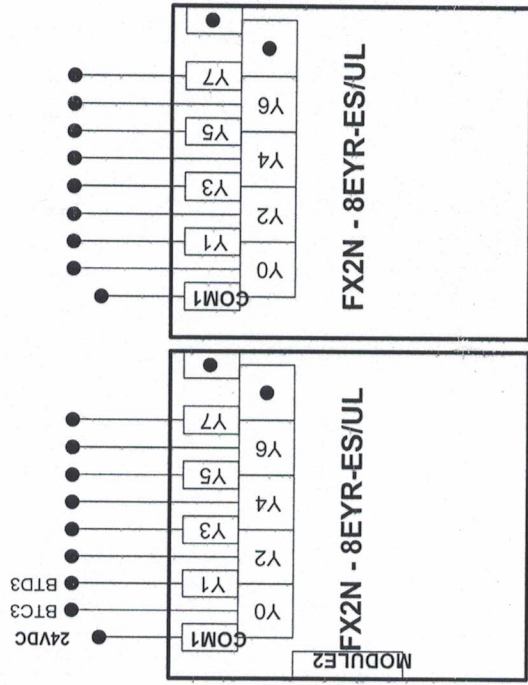 Y7
Y6
Y5
Y4
Y3
Y2
Y1
Y0
COM1
FX2N - 8EYR-ES/UL
Y7
Y6
Y5
Y4
Y3
Y2
Y1
Y0
COM1
BTD3
BTC3
24VDC
FX2N - 8EYR-ES/UL
MODULE2